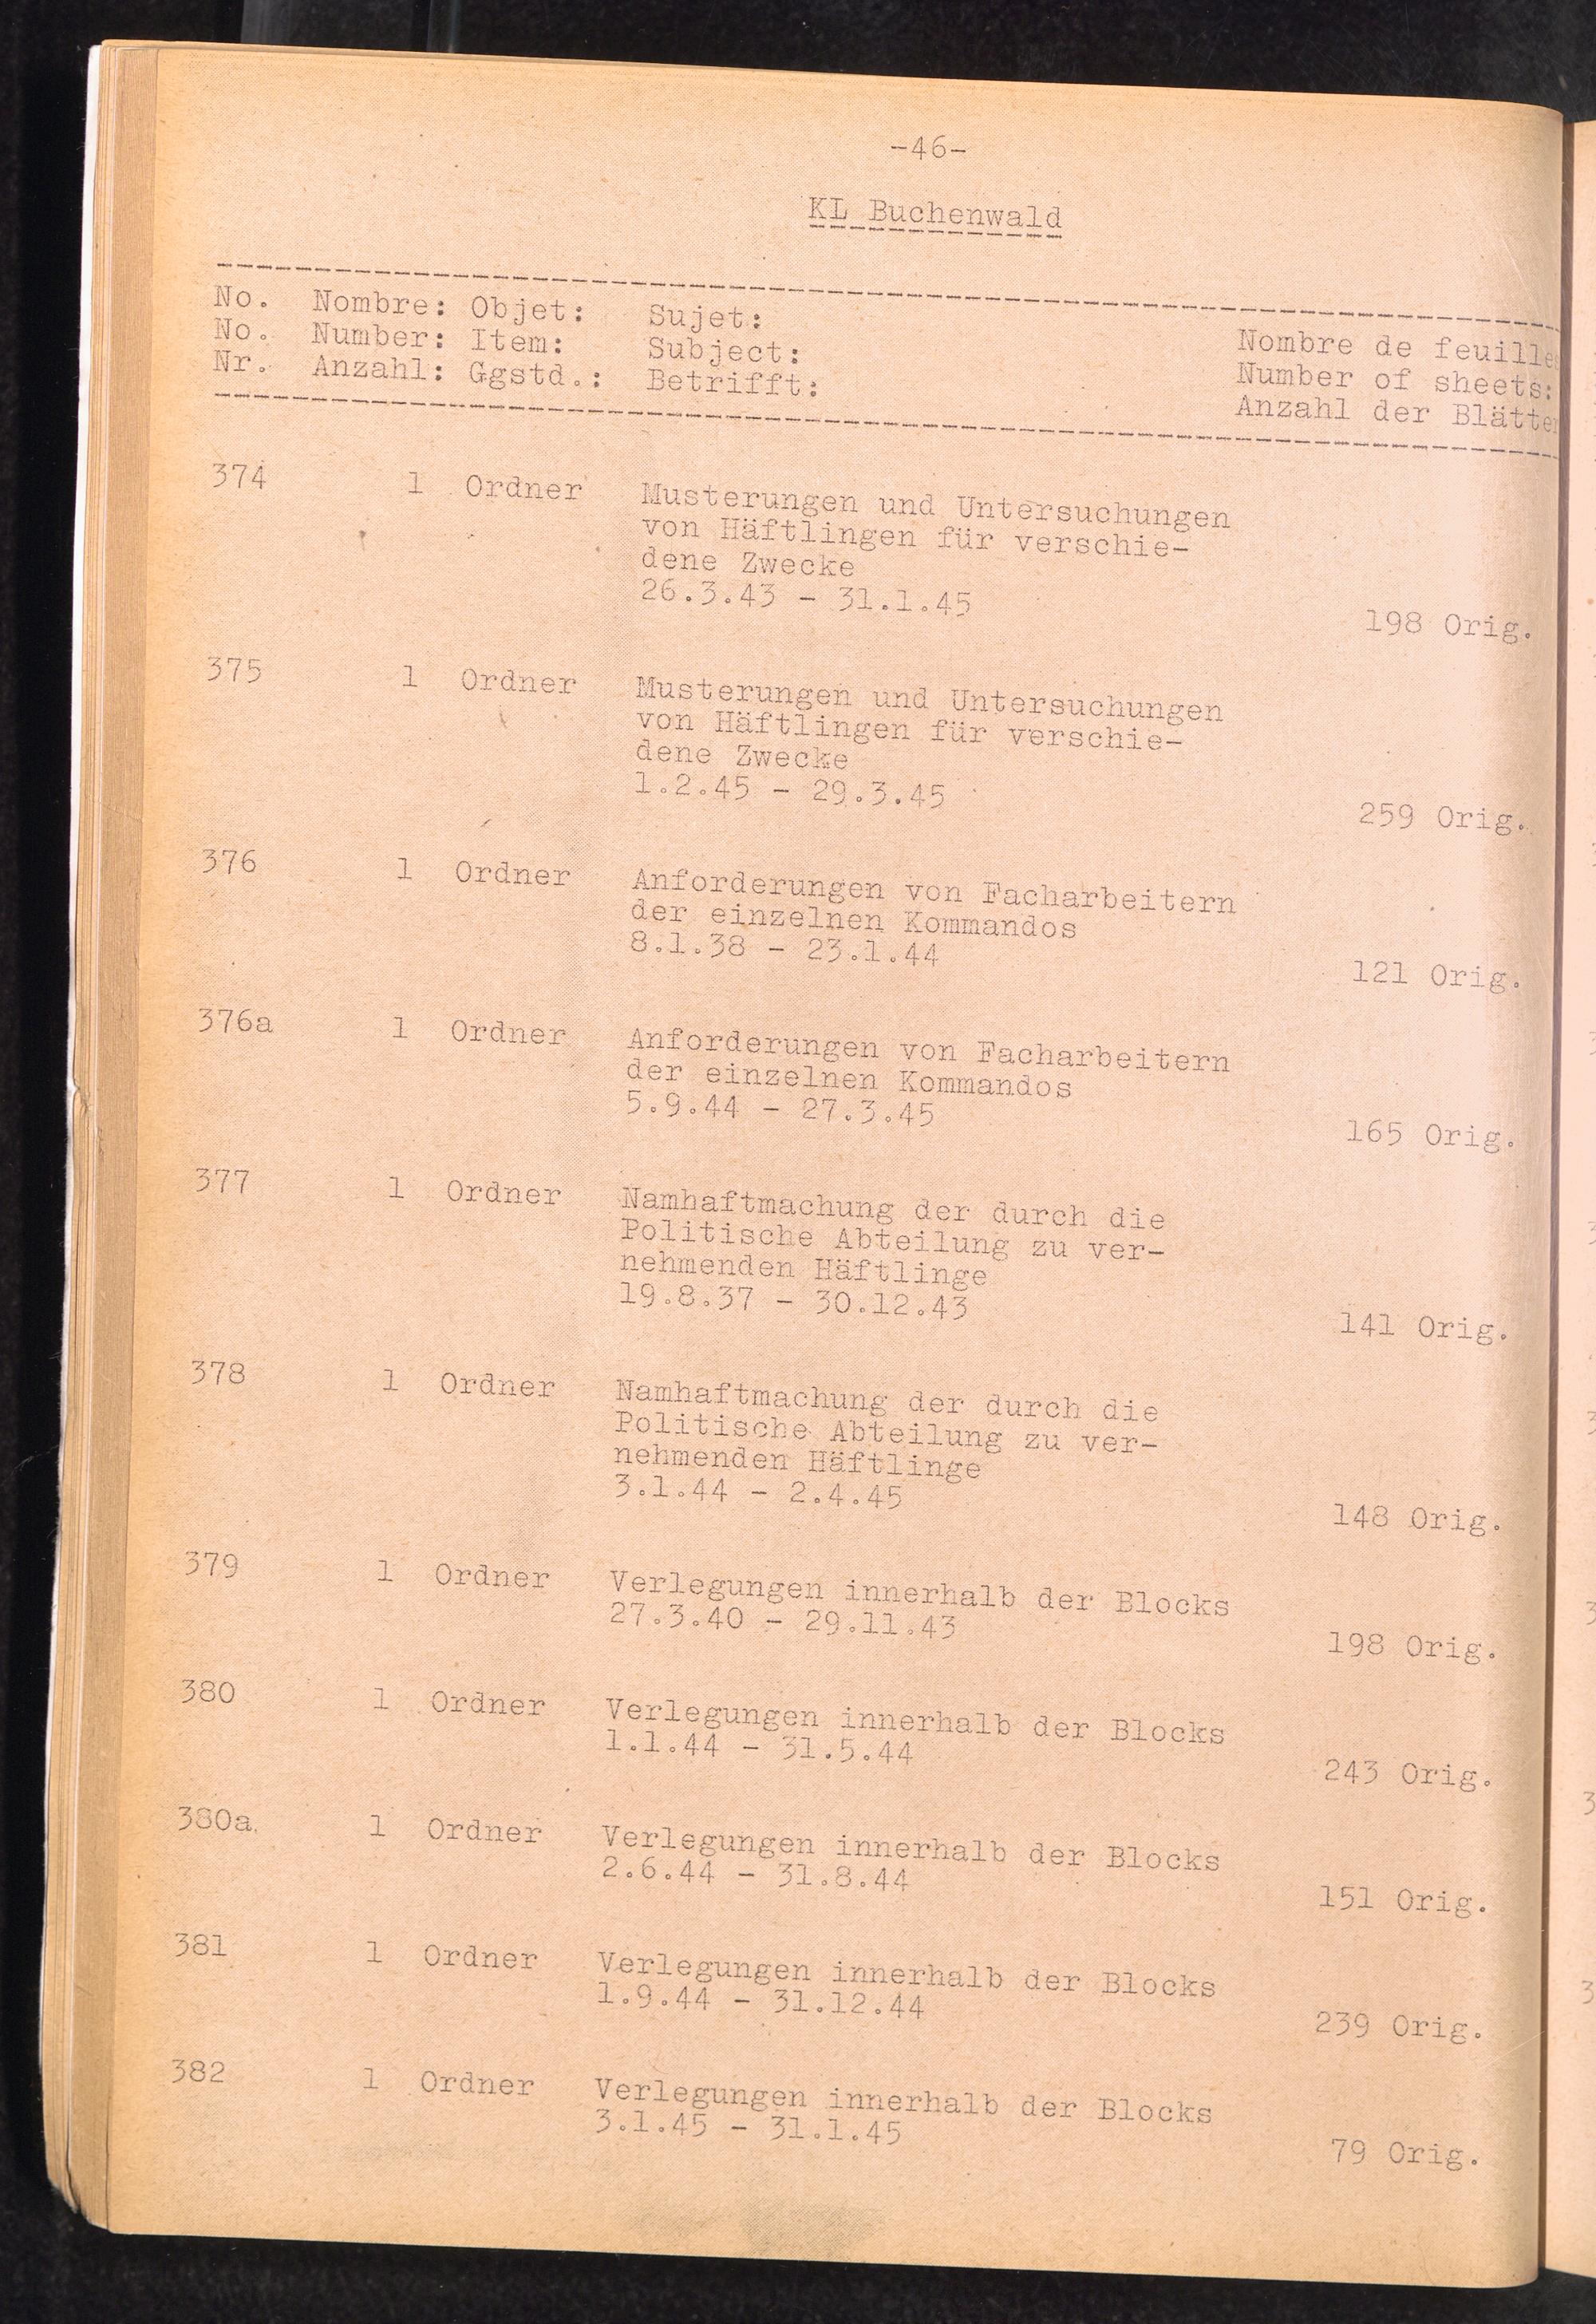 -46-
KL Buchenwald
No. Nombre: Objet: Sujet: Nombre de feuilles
No. Number: Item: Subject: Number of sheets:
Nr. Anzahl: Ggstd.: Betrifft: Anzahl der Blätter
374 1 Ordner Musterungen und Untersuchungen
von Häftlingen für verschie-
dene Zwecke
26.3.43 - 31.1.45 198 Orig.
375 1 Ordner Musterungen und Untersuchungen
von Häftlingen für verschie-
dene Zwecke
1.2.45 - 29.3.45 259 Orig.
376 1 Ordner Anforderungen von Facharbeitern
der einzelnen Kommandos
8.1.38 - 23.1.44 121 Orig.
376a 1 Ordner Anforderungen von Facharbeitern
der einzelnen Kommandos
5.9.44 - 27.3.45 165 Orig.
377 1 Ordner Namhaftmachung der durch die
Politische Abteilung zu ver-
nehmenden Häftlinge
19.8.37 - 30.12.43 141 Orig.
378 1 Ordner Namhaftmachung der durch die
Politische Abteilung zu ver-
nehmenden Häftlinge
3.1.44 - 2.4.45 148 Orig.
379 1 Ordner Verlegungen innerhalb der Blocks
27.3.40 - 29.11.43 198 Orig.
380 1 Ordner Verlegungen innerhalb der Blocks
1.1.44 - 31.5.44 243 Orig.
380a 1 Ordner Verlegungen innerhalb der Blocks
2.6.44 - 31.8.44 151 Orig.
381 1 Ordner Verlegungen innerhalb der Blocks
1.9.44 - 31.12.44 239 Orig.
382 1 Ordner Verlegungen innerhalb der Blocks
3.1.45 - 31.1.45 79 Orig.